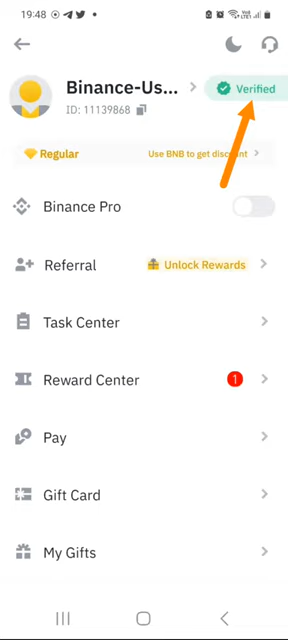 19:48
Binance-Us...
Verified
ID: 11139868
Regular
Use BNB to get discount
Binance Pro
Referral
Unlock Rewards
Task Center
Reward Center
1
Pay
Gift Card
My Gifts